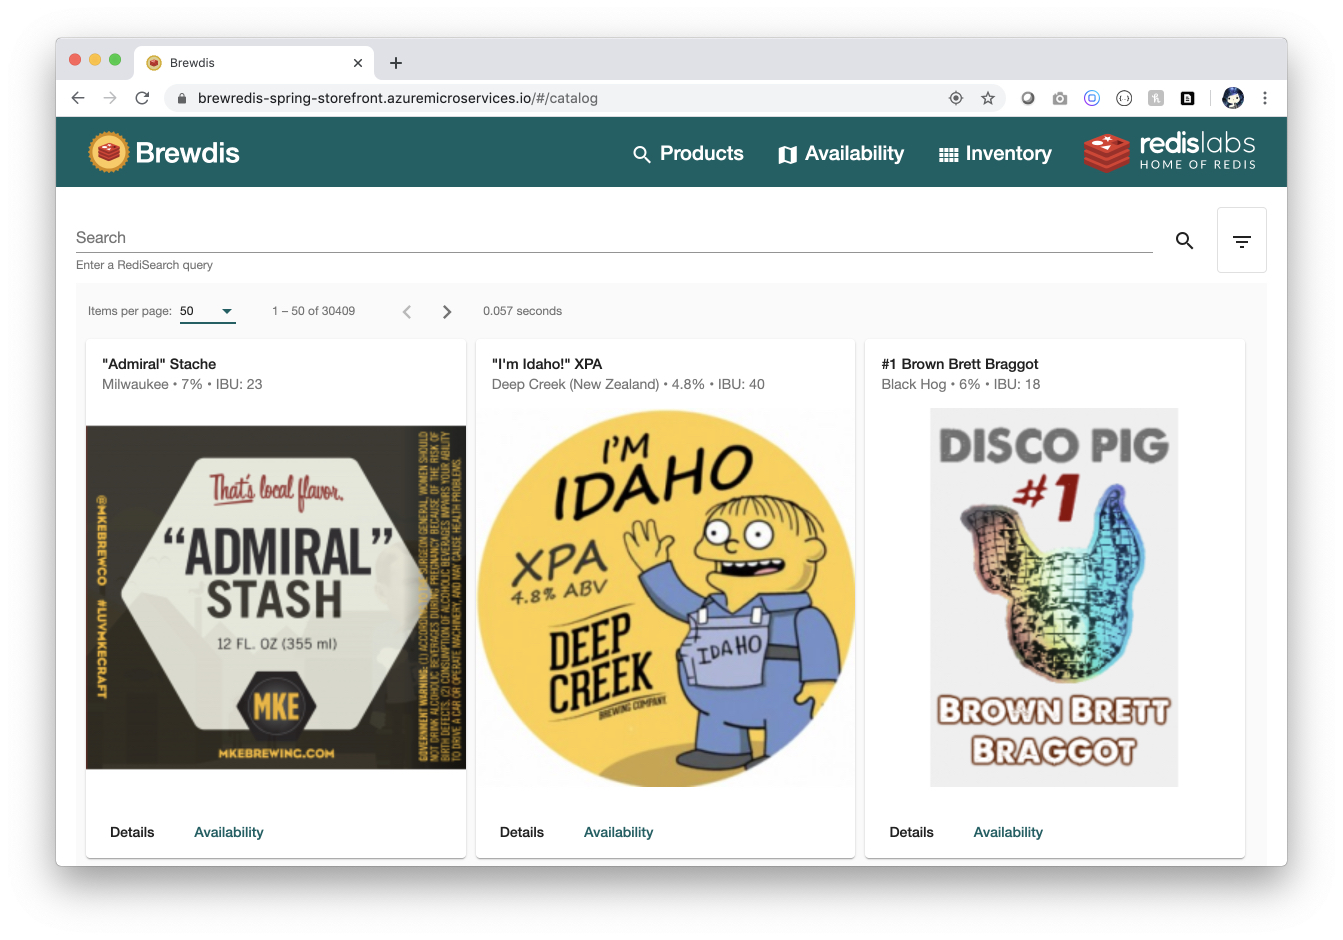 Brewdis
brewredis-spring-storefront.azuremicroservices.io/#/catalog
Brewdis
Products
Availability
Inventory
redislabs
HOME OF REDIS
Search
Enter a RediSearch query
Items per page: 50
1 – 50 of 30409
0.057 seconds
"Admiral" Stache
Milwaukee • 7% • IBU: 23
@MKEBREWCO #LUVMKECRAFT
That's local flavor.
“ADMIRAL”
STASH
12 FL. OZ (355 ml)
MKE
MKEBREWING.COM
GOVERNMENT WARNING: (1) ACCORDING TO SURGEON GENERAL, WOMEN SHOULD
NOT DRINK ALCOHOLIC BEVERAGES DURING PREGNANCY BECAUSE OF THE RISK OF
BIRTH DEFECTS. (2) CONSUMPTION OF ALCOHOLIC BEVERAGES IMPAIRS YOUR ABILITY
TO DRIVE A CAR OR OPERATE MACHINERY, AND MAY CAUSE HEALTH PROBLEMS.
Details
Availability
"I'm Idaho!" XPA
Deep Creek (New Zealand) • 4.8% • IBU: 40
I'M
IDAHO
XPA
4.8% ABV
DEEP
CREEK
BREWING COMPANY
IDAHO
Details
Availability
#1 Brown Brett Braggot
Black Hog • 6% • IBU: 18
DISCO PIG
#1
BROWN BRETT
BRAGGOT
Details
Availability